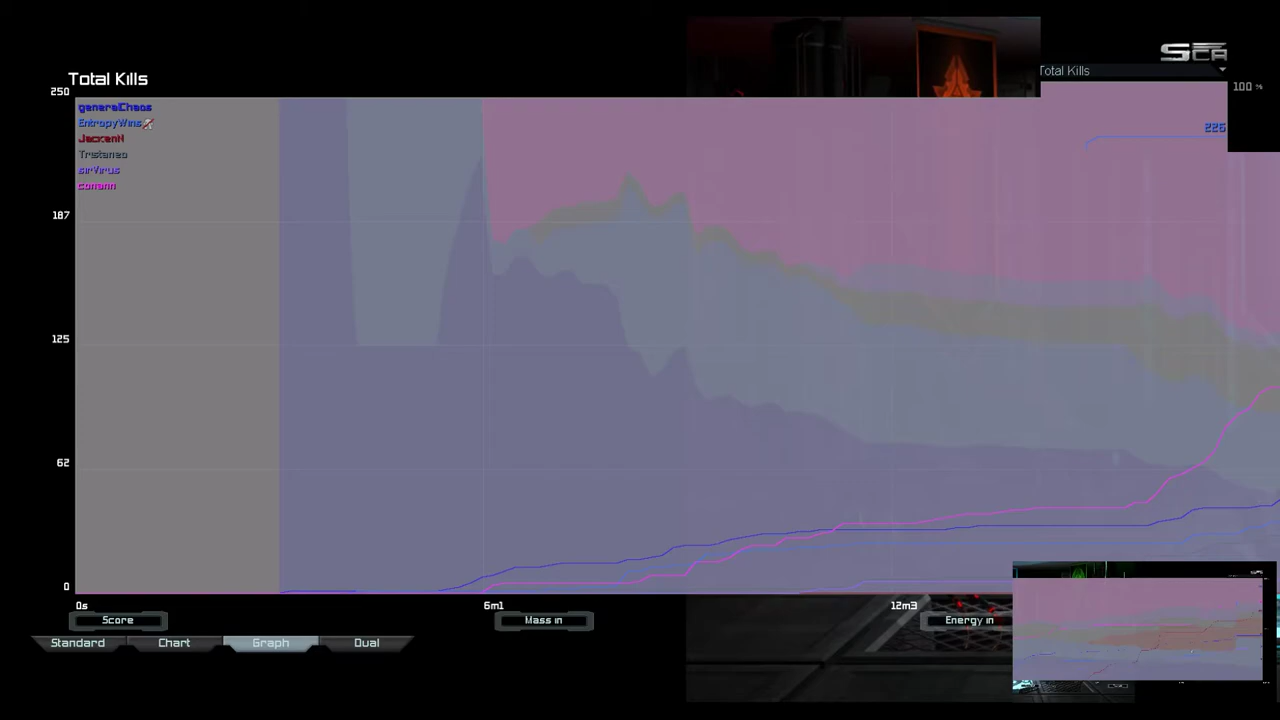 Total Kills
SCA
Total Kills
100 %
250
generalChaos
EntropyWins
226
JackenN
Tristaneo
sirVirus
conann
187
125
62
0
0s
6m1
12m3
Score
Mass in
Energy in
Standard
Chart
Graph
Dual